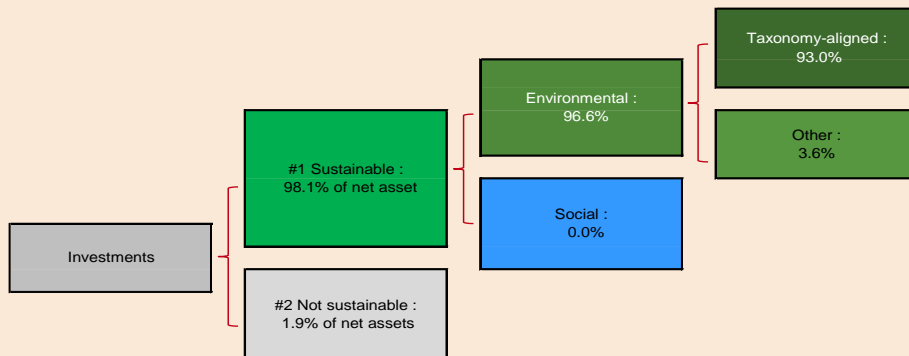 Taxonomy-aligned :
93.0%
Environmental :
96.6%
Other :
3.6%
#1 Sustainable :
98.1% of net asset
Social :
0.0%
Investments
#2 Not sustainable :
1.9% of net assets